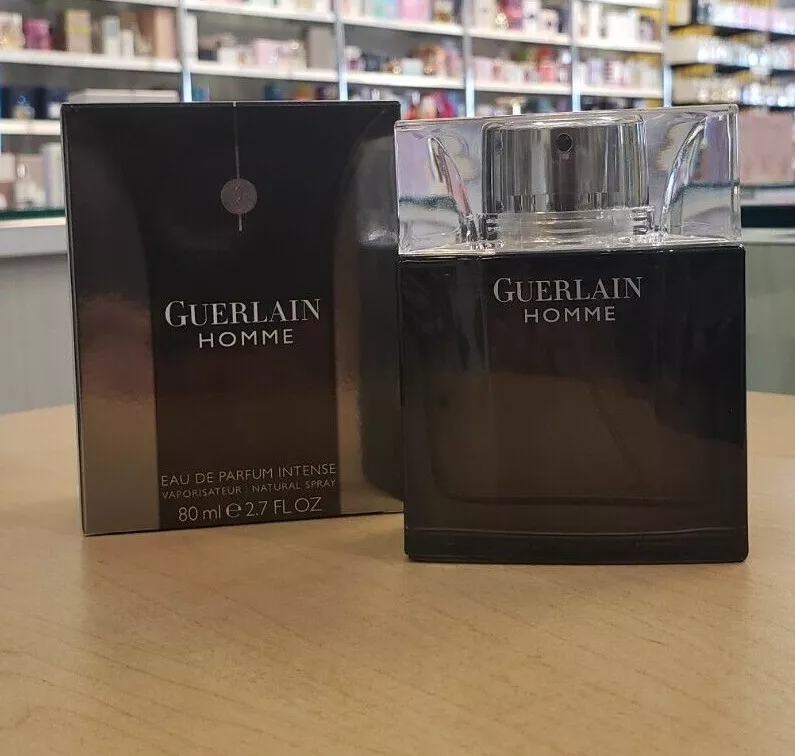 GUERLAIN
HOMME
EAU DE PARFUM INTENSE
VAPORISATEUR : NATURAL SPRAY
80 ml e 2.7 FL OZ
GUERLAIN
HOMME